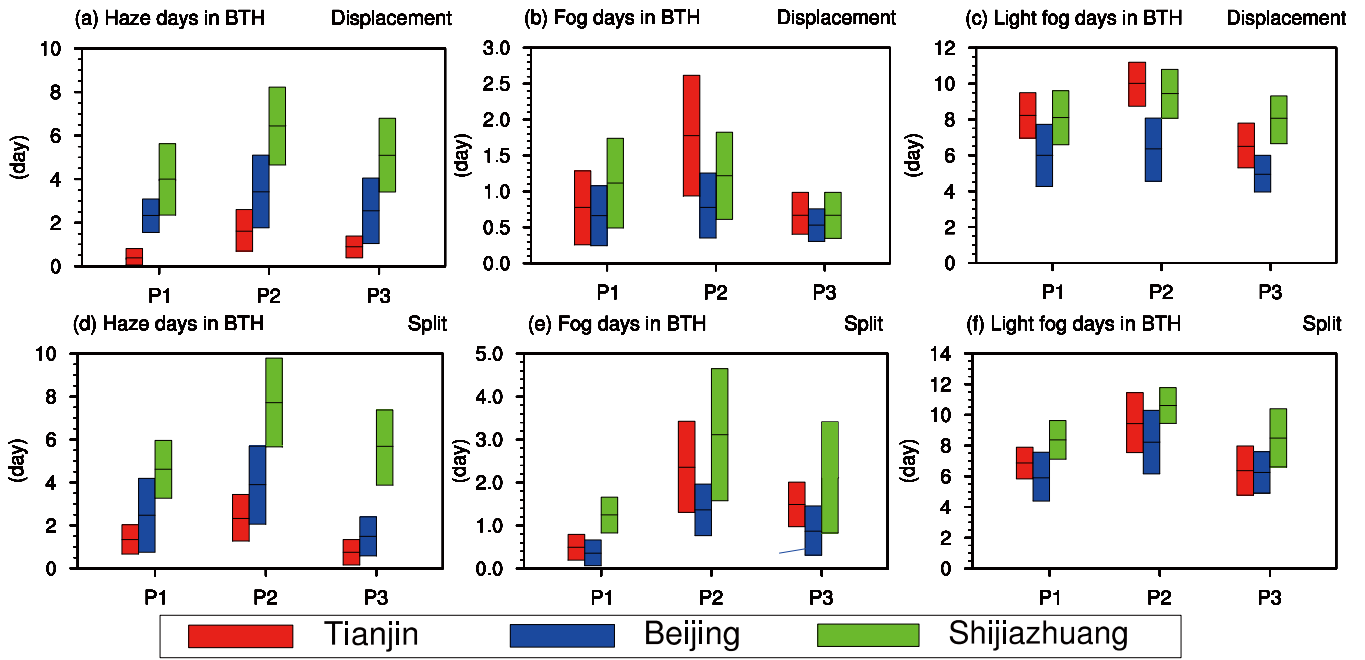 (a) Haze days in BTH Displacement
(b) Fog days in BTH Displacement
(c) Light fog days in BTH Displacement
10
8
6
4
2
0
(day)
P1 P2 P3
3.0
2.5
2.0
1.5
1.0
0.5
0.0
(day)
P1 P2 P3
12
10
8
6
4
2
0
(day)
P1 P2 P3
(d) Haze days in BTH Split
(e) Fog days in BTH Split
(f) Light fog days in BTH Split
10
8
6
4
2
0
(day)
P1 P2 P3
5.0
4.0
3.0
2.0
1.0
0.0
(day)
P1 P2 P3
14
12
10
8
6
4
2
0
(day)
P1 P2 P3
Tianjin Beijing Shijiazhuang